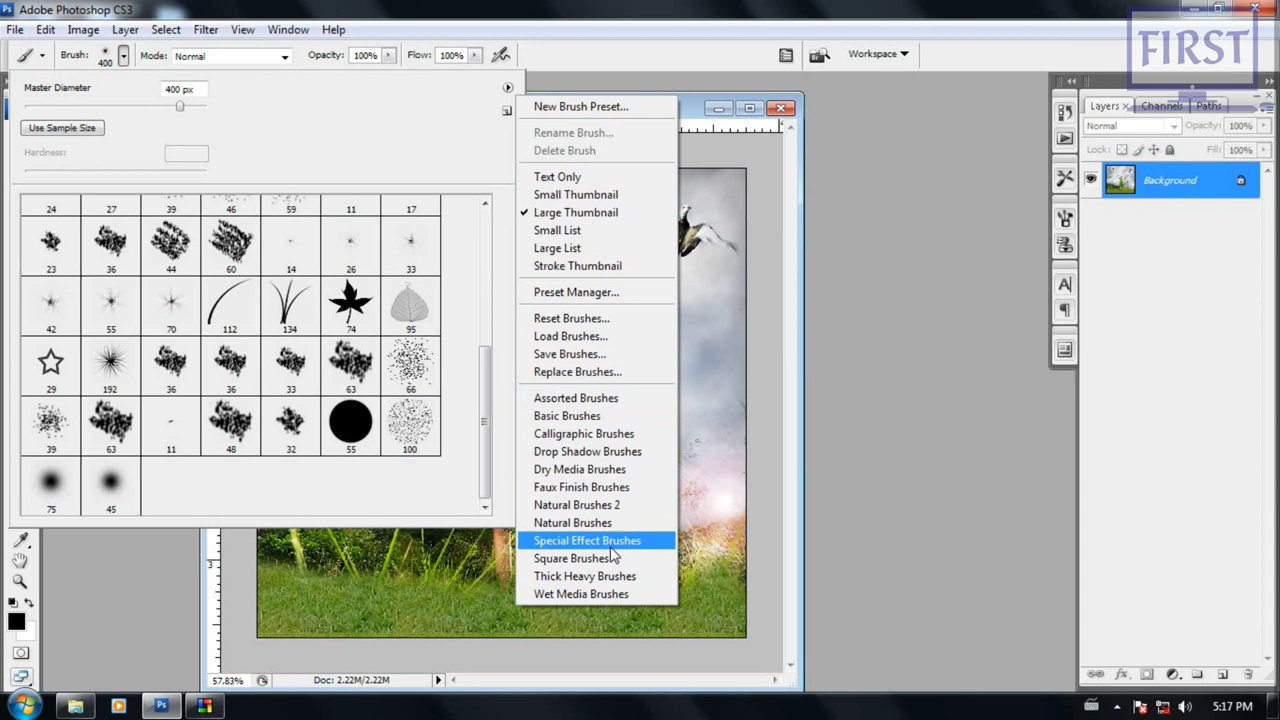 Adobe Photoshop CS3
FIRST
File Edit Image Layer Select Filter View Window Help
Brush: 400 Mode: Normal Opacity: 100% Flow: 100% Workspace
Master Diameter 400 px
Use Sample Size
Hardness:
24 27 39 46 59 11 17
23 36 44 60 14 26 33
42 55 70 112 134 74 95
29 192 36 36 33 63 66
39 63 11 48 32 55 100
75 45
New Brush Preset...
Rename Brush...
Delete Brush
Text Only
Small Thumbnail
Large Thumbnail
Small List
Large List
Stroke Thumbnail
Preset Manager...
Reset Brushes...
Load Brushes...
Save Brushes...
Replace Brushes...
Assorted Brushes
Basic Brushes
Calligraphic Brushes
Drop Shadow Brushes
Dry Media Brushes
Faux Finish Brushes
Natural Brushes 2
Natural Brushes
Special Effect Brushes
Square Brushes
Thick Heavy Brushes
Wet Media Brushes
3
57.83% Doc: 2.22M/2.22M
Layers Channels Paths
Normal Opacity: 100%
Lock: Fill: 100%
Background
A
Ps
5:17 PM